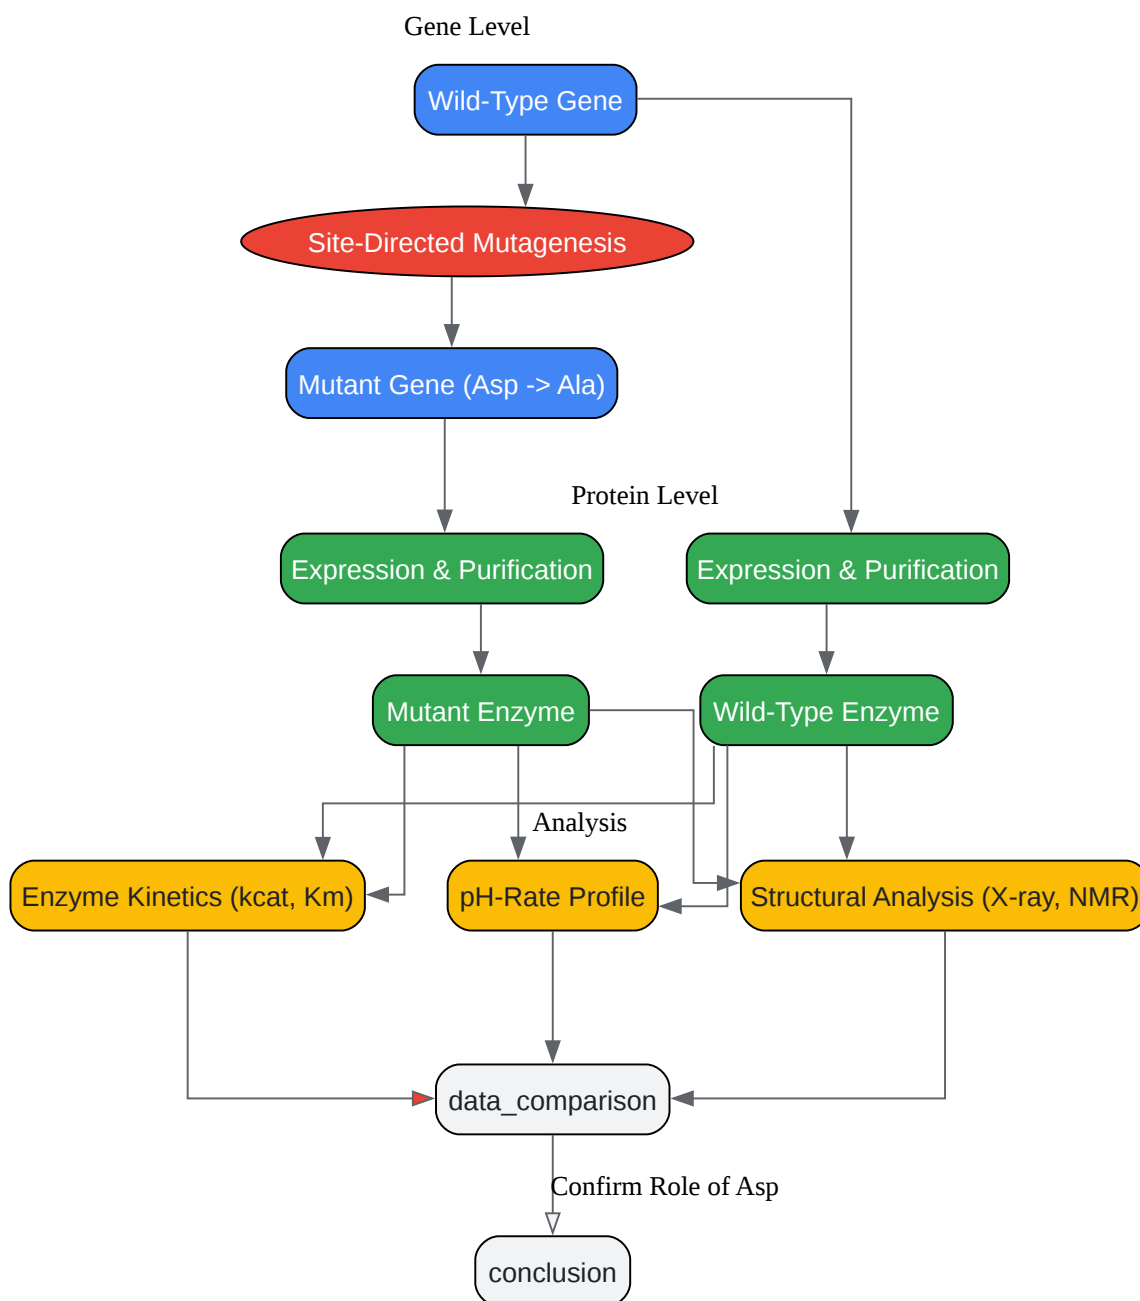 Gene Level
Wild-Type Gene
Site-Directed Mutagenesis
Mutant Gene (Asp -> Ala)
Protein Level
Expression & Purification
Expression & Purification
Mutant Enzyme
Wild-Type Enzyme
Analysis
Enzyme Kinetics (kcat, Km)
pH-Rate Profile
Structural Analysis (X-ray, NMR)
data_comparison
Confirm Role of Asp
conclusion